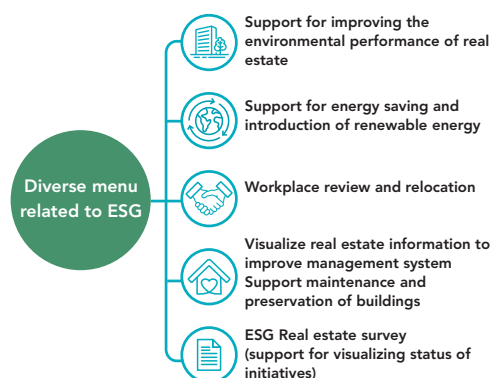 Support for improving the
environmental performance of real
estate
Support for energy saving and
introduction of renewable energy
Diverse menu
related to ESG
Workplace review and relocation
Visualize real estate information to
improve management system
Support maintenance and
preservation of buildings
ESG Real estate survey
(support for visualizing status of
initiatives)